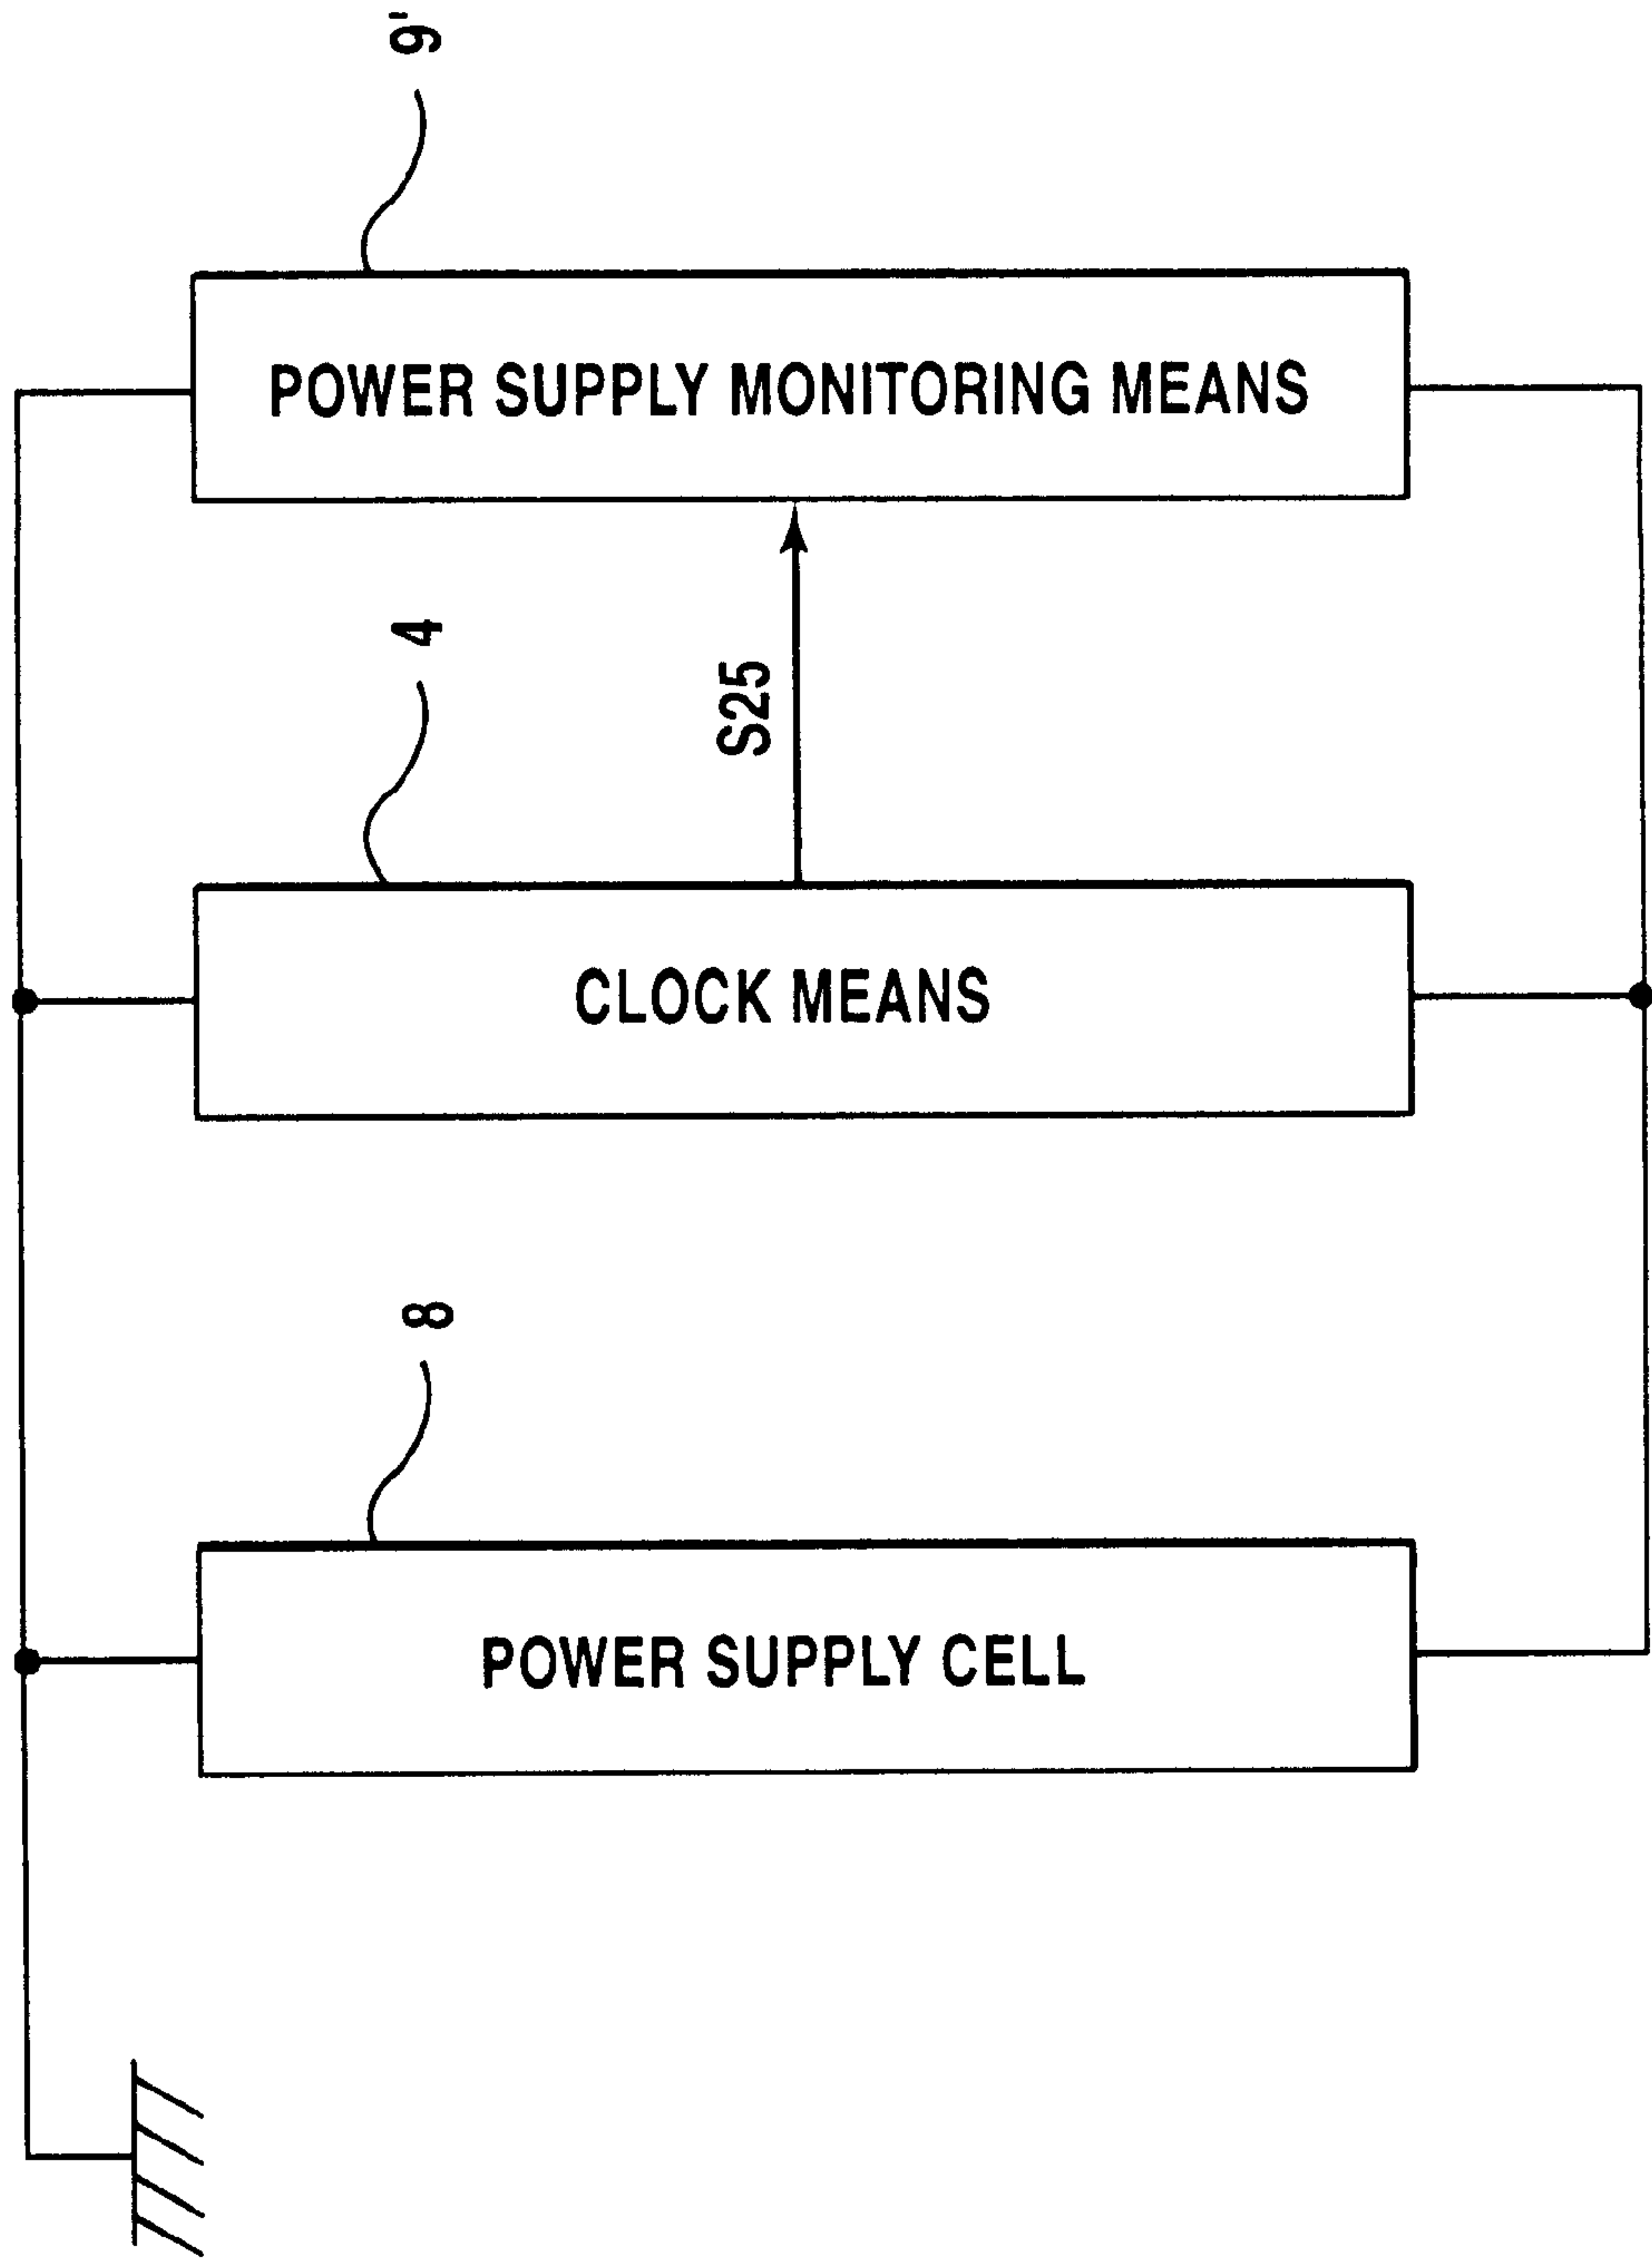 9'
POWER SUPPLY MONITORING MEANS
4
S25
CLOCK MEANS
8
POWER SUPPLY CELL